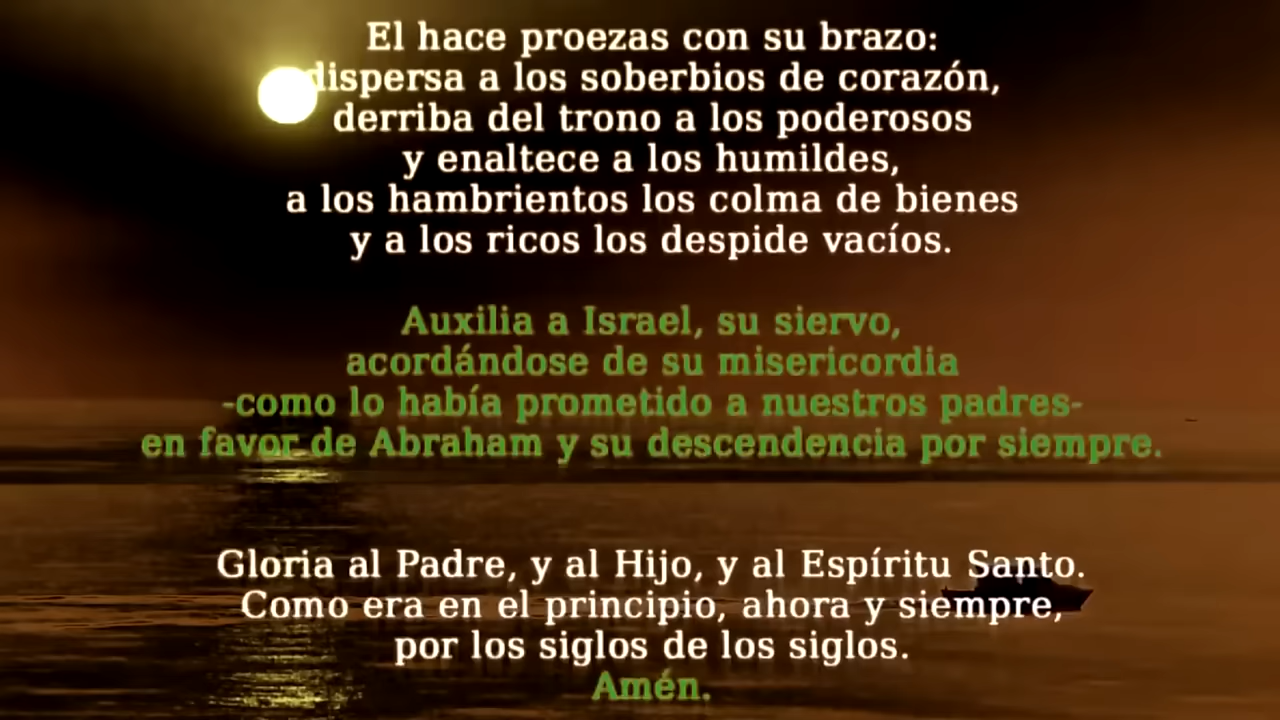 El hace proezas con su brazo:
dispersa a los soberbios de corazón,
derriba del trono a los poderosos
y enaltece a los humildes,
a los hambrientos los colma de bienes
y a los ricos los despide vacíos.
Auxilia a Israel, su siervo,
acordándose de su misericordia
-como lo había prometido a nuestros padres-
en favor de Abraham y su descendencia por siempre.
Gloria al Padre, y al Hijo, y al Espíritu Santo.
Como era en el principio, ahora y siempre,
por los siglos de los siglos.
Amén.